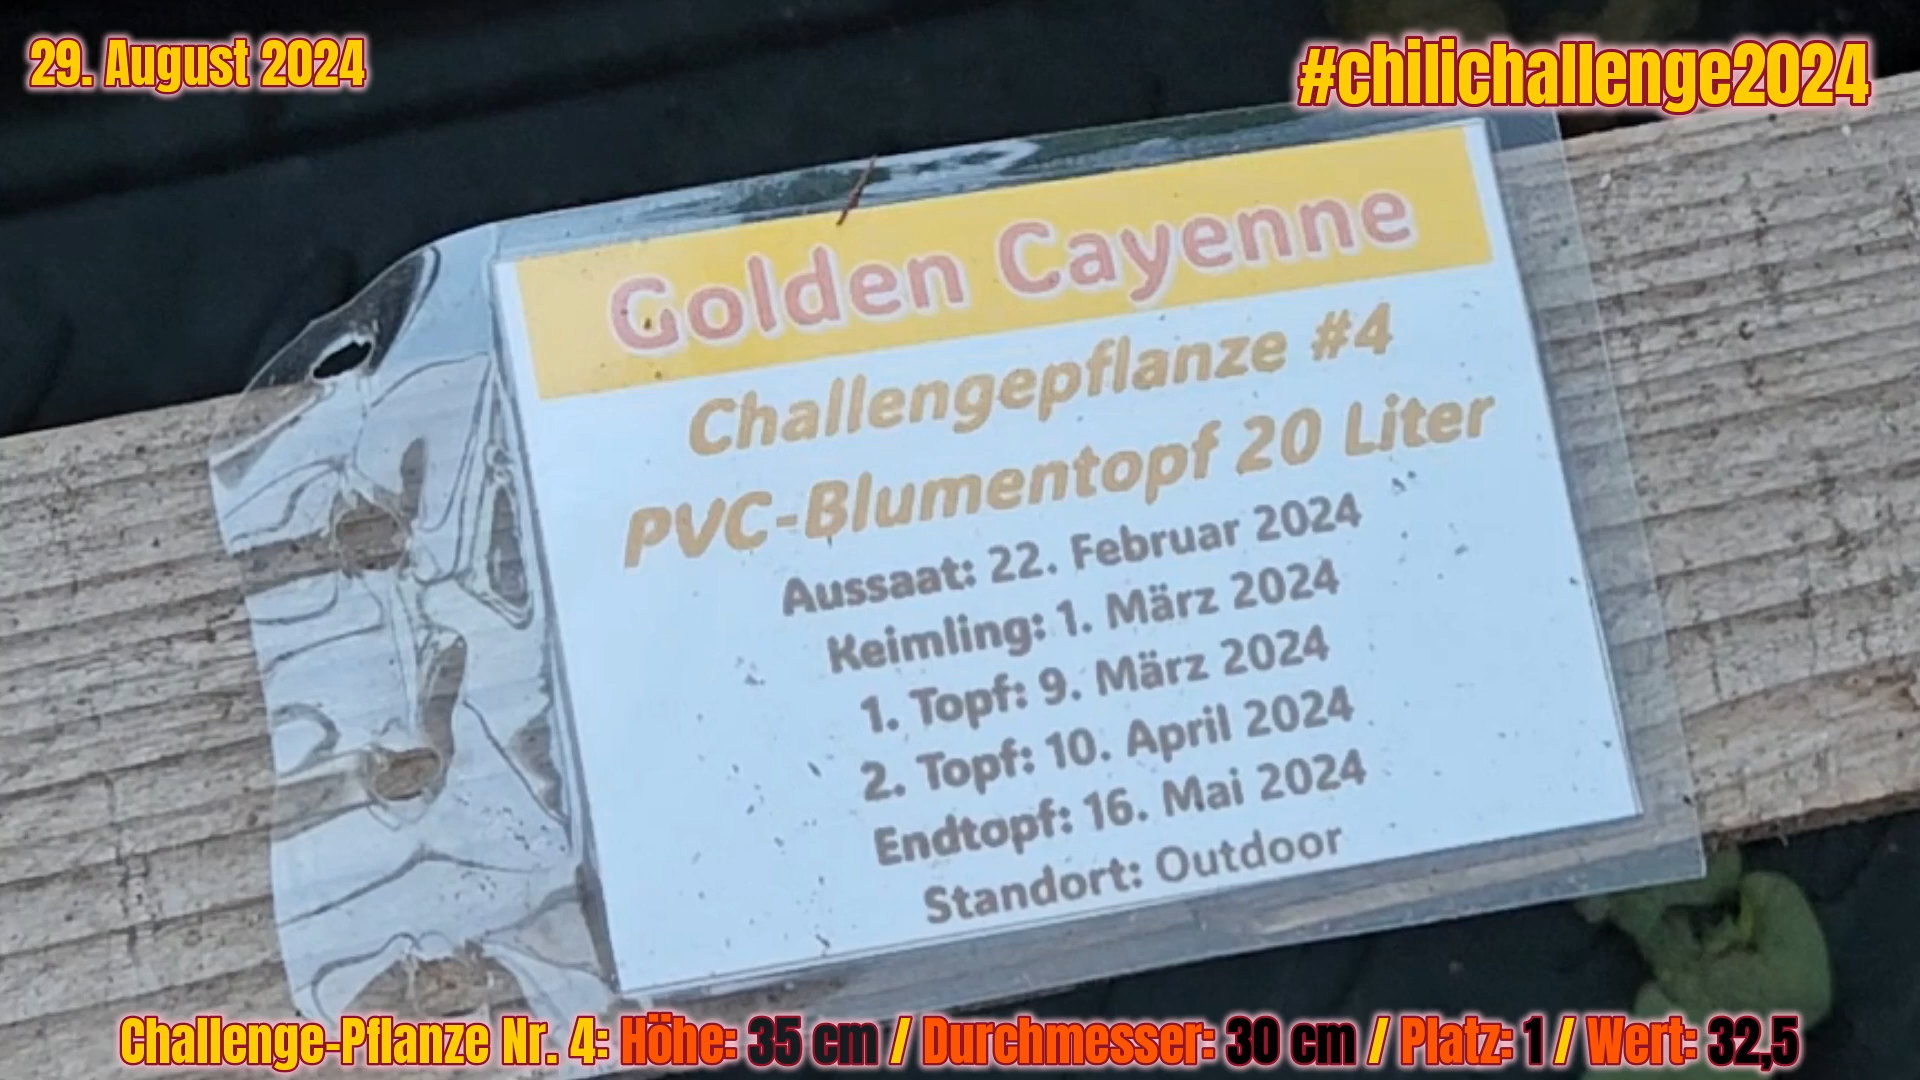 29. August 2024
#chilichallenge2024
Golden Cayenne
Challengepflanze #4
PVC-Blumentopf 20 Liter
Aussaat: 22. Februar 2024
Keimling: 1. März 2024
1. Topf: 9. März 2024
2. Topf: 10. April 2024
Endtopf: 16. Mai 2024
Standort: Outdoor
Challenge-Pflanze Nr. 4: Höhe: 35 cm / Durchmesser: 30 cm / Platz: 1 / Wert: 32,5